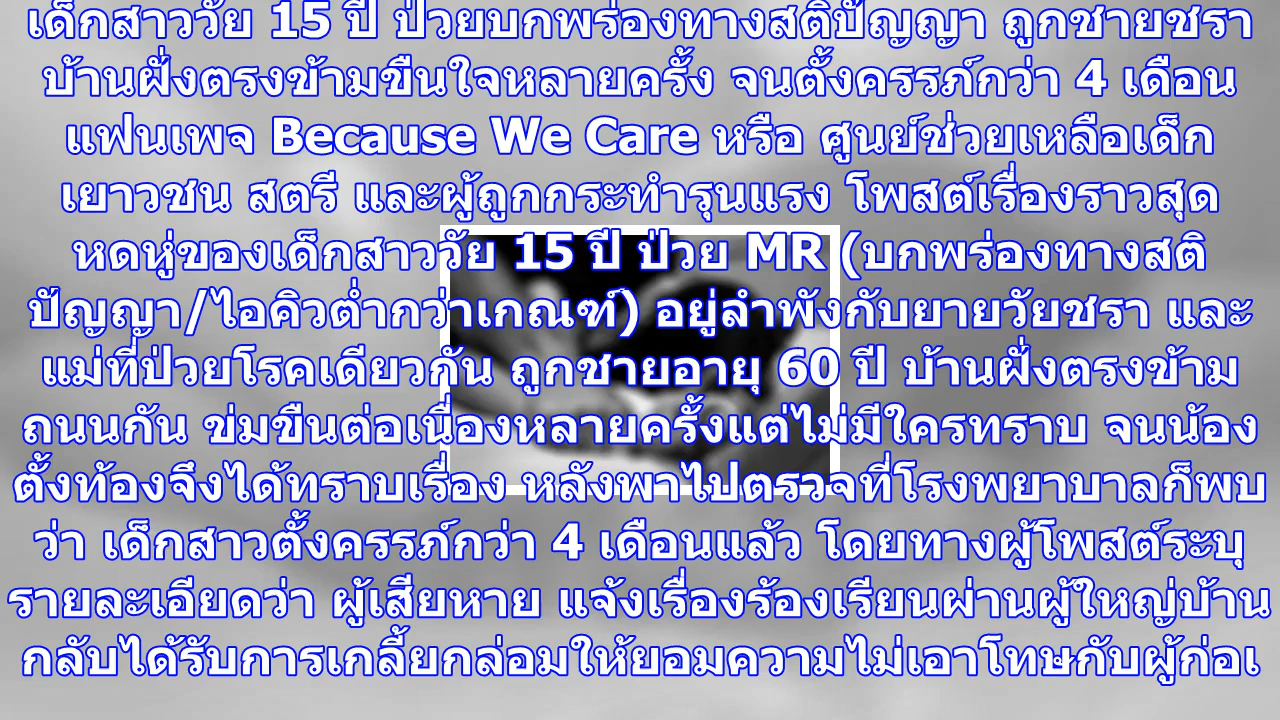 เด็กสาววัย 15 ปี ป่วยบกพร่องทางสติปัญญา ถูกชายชรา
บ้านฝั่งตรงข้ามขืนใจหลายครั้ง จนตั้งครรภ์กว่า 4 เดือน
แฟนเพจ Because We Care หรือ ศูนย์ช่วยเหลือเด็ก
เยาวชน สตรี และผู้ถูกกระทำรุนแรง โพสต์เรื่องราวสุด
หดหู่ของเด็กสาววัย 15 ปี ป่วย MR (บกพร่องทางสติ
ปัญญา/ไอคิวต่ำกว่าเกณฑ์) อยู่ลำพังกับยายวัยชรา และ
แม่ที่ป่วยโรคเดียวกัน ถูกชายอายุ 60 ปี บ้านฝั่งตรงข้าม
ถนนกัน ข่มขืนต่อเนื่องหลายครั้งแต่ไม่มีใครทราบ จนน้อง
ตั้งท้องจึงได้ทราบเรื่อง หลังพาไปตรวจที่โรงพยาบาลก็พบ
ว่า เด็กสาวตั้งครรภ์กว่า 4 เดือนแล้ว โดยทางผู้โพสต์ระบุ
รายละเอียดว่า ผู้เสียหาย แจ้งเรื่องร้องเรียนผ่านผู้ใหญ่บ้าน
กลับได้รับการเกลี้ยกล่อมให้ยอมความไม่เอาโทษกับผู้ก่อเ